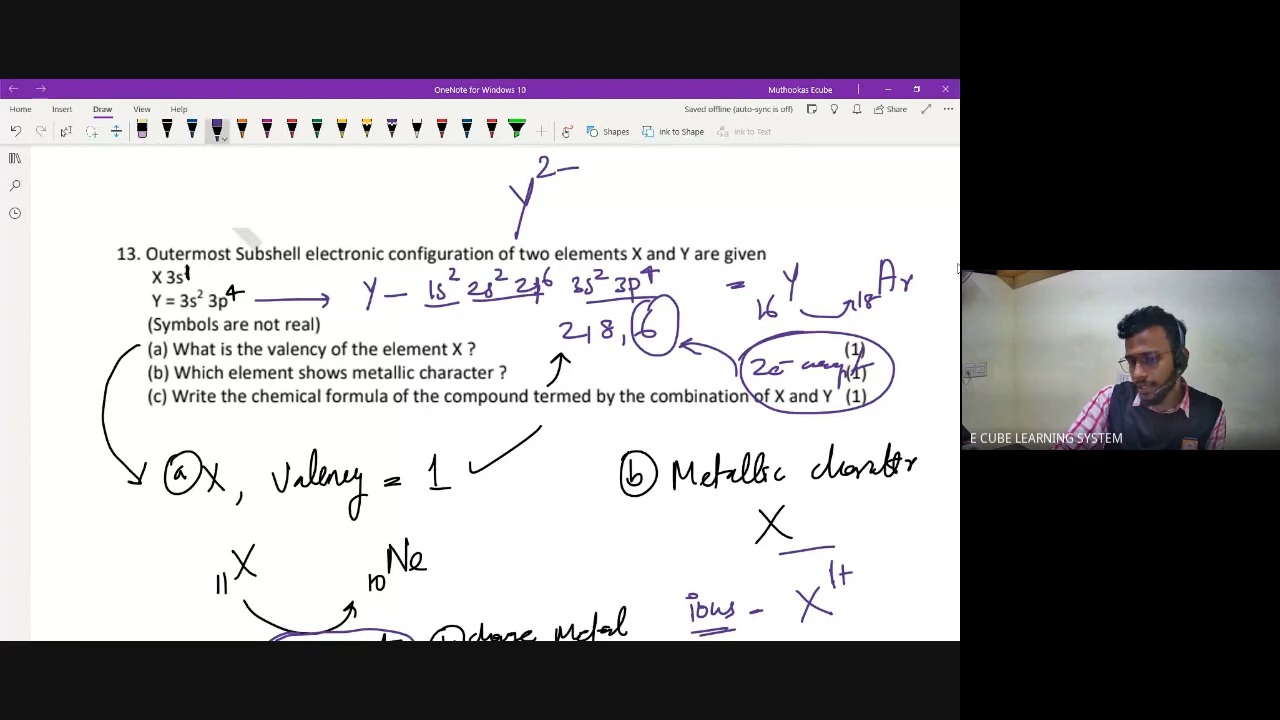 OneNote for Windows 10
Muthookas Ecube
Home Insert Draw View Help
Saved offline (auto-sync is off) Share
Shapes Ink to Shape Ink to Text
Y2-
13. Outermost Subshell electronic configuration of two elements X and Y are given
X 3s1
Y = 3s2 3p4
Y - 1s2 2s2 2s6 3s2 3p4 = 16Y 18Ar
(Symbols are not real)
2,8,6
(a) What is the valency of the element X ? (1)
2e-
(b) Which element shows metallic character ? (1)
(c) Write the chemical formula of the compound termed by the combination of X and Y (1)
E CUBE LEARNING SYSTEM
(a) X, Valency = 1
(b) Metallic character
X
11X 10Ne
ions - X1+
metal